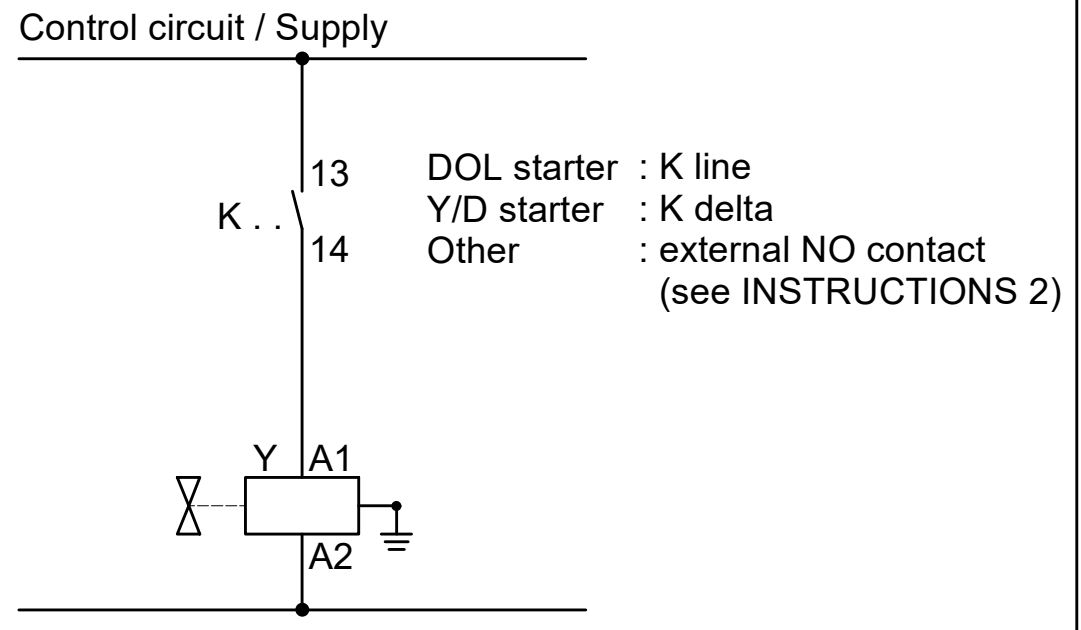 Control circuit / Supply
13
DOL starter : K line
K . .
Y/D starter : K delta
14
Other : external NO contact
(see INSTRUCTIONS 2)
Y
A1
A2